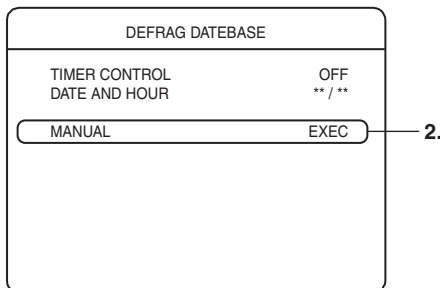 DEFRAG DATEBASE
TIMER CONTROL OFF
DATE AND HOUR ** / **
MANUAL EXEC
2.